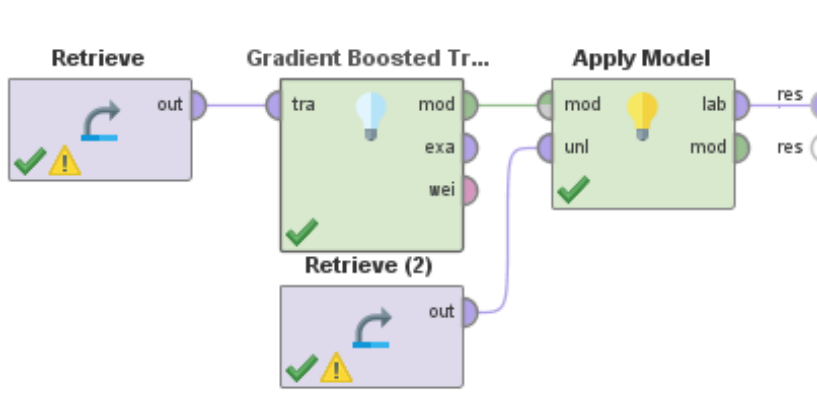 Retrieve
out
Gradient Boosted Tr...
tra
mod
exa
wei
Apply Model
mod
unl
lab
mod
res
res
Retrieve (2)
out